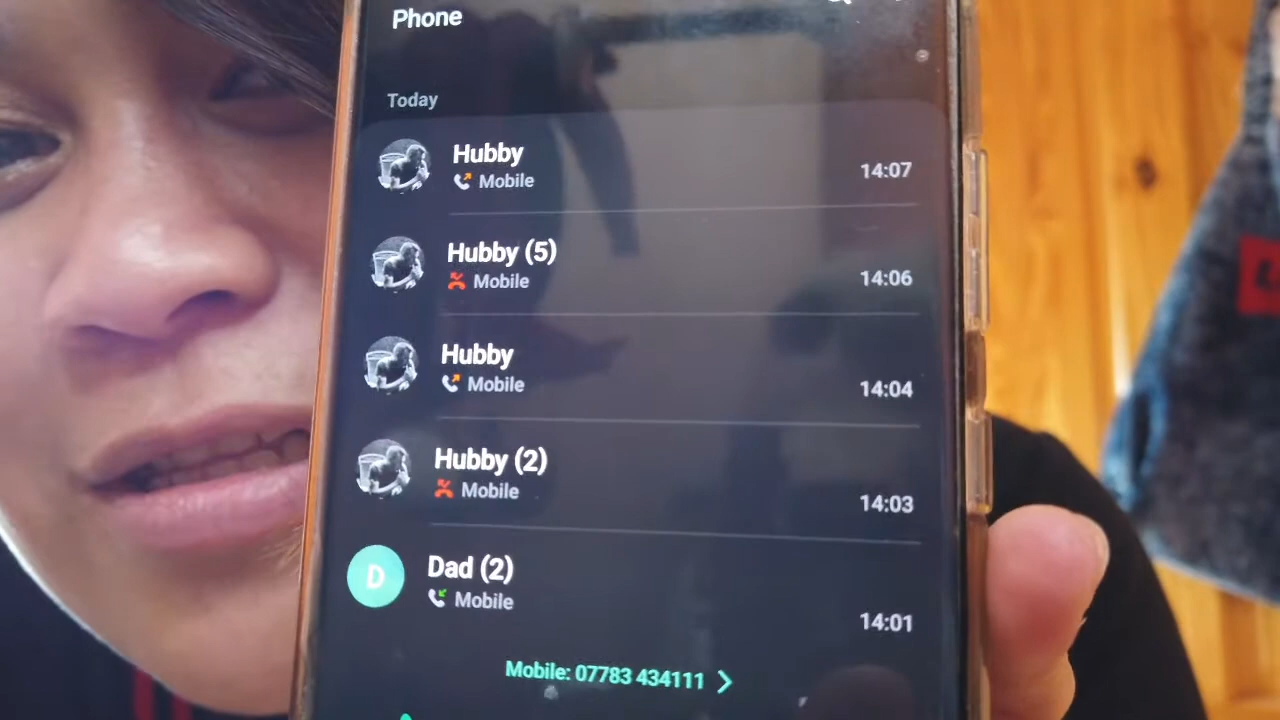 Phone
Today
Hubby
Mobile
14:07
Hubby (5)
Mobile
14:06
Hubby
Mobile
14:04
Hubby (2)
Mobile
14:03
D
Dad (2)
Mobile
14:01
Mobile: 07783 434111